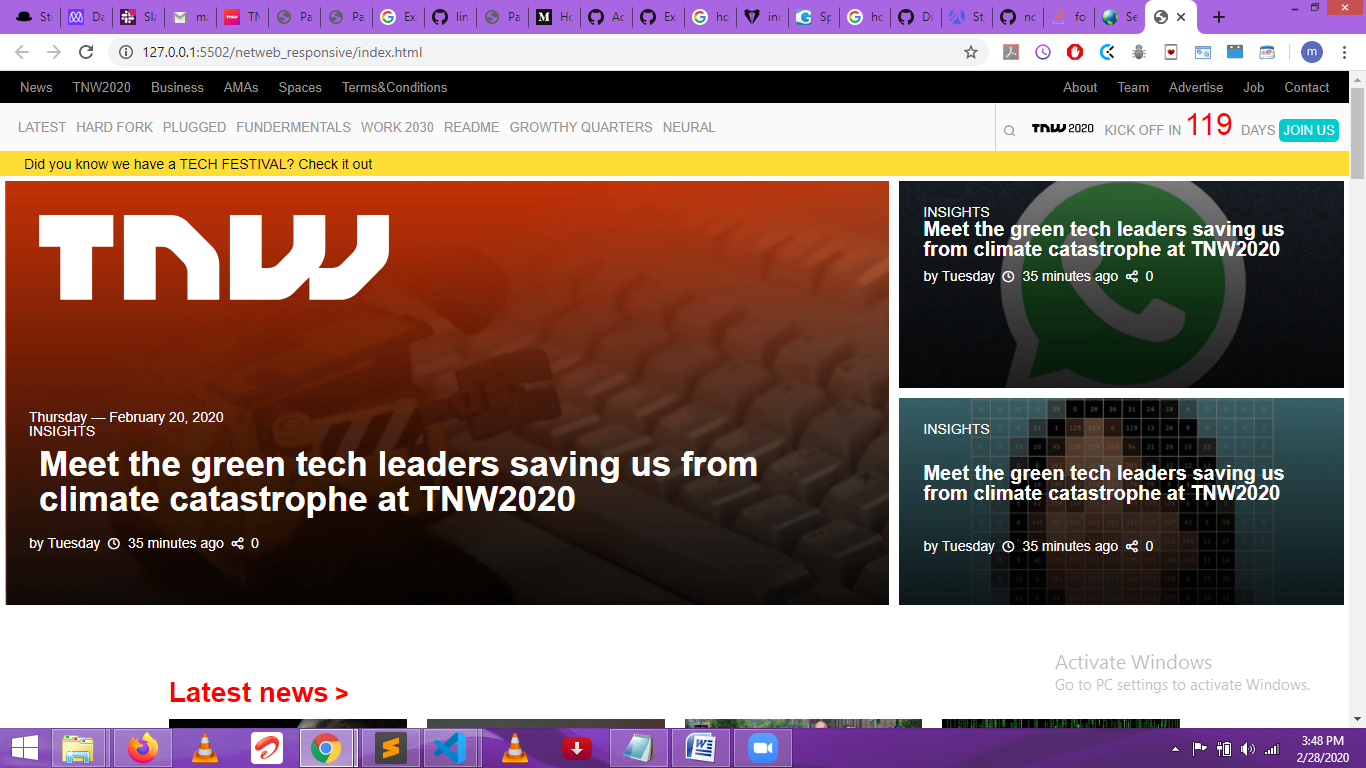 Sti
Da
Sla
TN
Pa
Pa
Ex
lin
Pa
Ho
Ac
Ex
hc
inc
Sp
hc
Di
St
nc
fo
Se
127.0.0.1:5502/netweb_responsive/index.html
m
News TNW2020 Business AMAs Spaces Terms&Conditions About Team Advertise Job Contact
LATEST HARD FORK PLUGGED FUNDERMENTALS WORK 2030 README GROWTHY QUARTERS NEURAL TNW 2020 KICK OFF IN 119 DAYS JOIN US
Did you know we have a TECH FESTIVAL? Check it out
TNW
Thursday — February 20, 2020
INSIGHTS
Meet the green tech leaders saving us from
climate catastrophe at TNW2020
by Tuesday 35 minutes ago 0
INSIGHTS
Meet the green tech leaders saving us
from climate catastrophe at TNW2020
by Tuesday 35 minutes ago 0
INSIGHTS
Meet the green tech leaders saving us
from climate catastrophe at TNW2020
by Tuesday 35 minutes ago 0
Latest news >
Activate Windows
Go to PC settings to activate Windows.
3:48 PM
2/28/2020